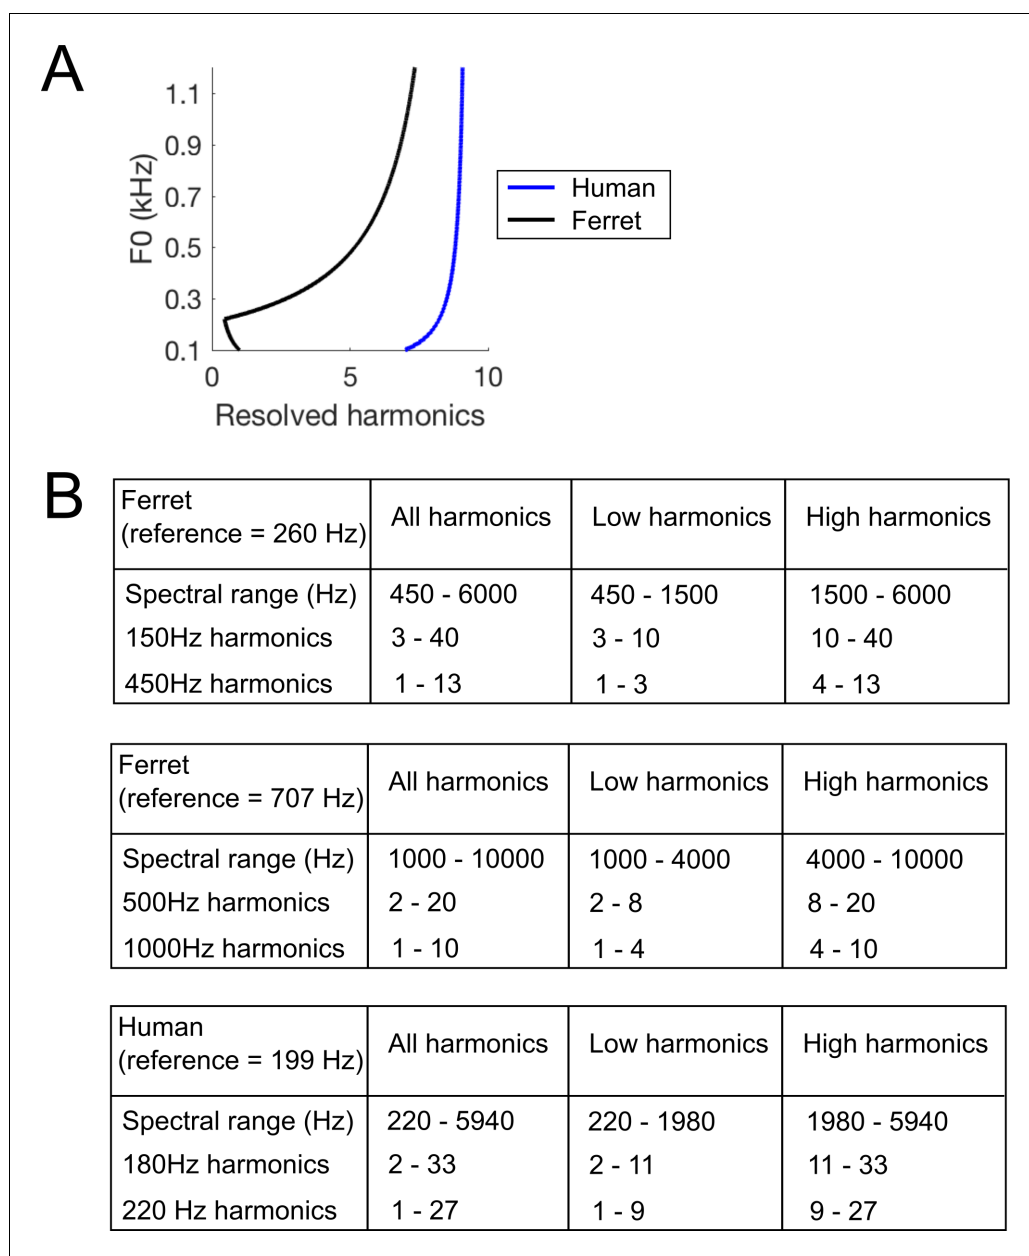 A
1.1
0.9
0.7
0.5
0.3
0.1
F0 (kHz)
0 5 10
Resolved harmonics
Human
Ferret
B
Ferret
(reference = 260 Hz)
All harmonics Low harmonics High harmonics
Spectral range (Hz) 450 - 6000 450 - 1500 1500 - 6000
150Hz harmonics 3 - 40 3 - 10 10 - 40
450Hz harmonics 1 - 13 1 - 3 4 - 13
Ferret
(reference = 707 Hz)
All harmonics Low harmonics High harmonics
Spectral range (Hz) 1000 - 10000 1000 - 4000 4000 - 10000
500Hz harmonics 2 - 20 2 - 8 8 - 20
1000Hz harmonics 1 - 10 1 - 4 4 - 10
Human
(reference = 199 Hz)
All harmonics Low harmonics High harmonics
Spectral range (Hz) 220 - 5940 220 - 1980 1980 - 5940
180Hz harmonics 2 - 33 2 - 11 11 - 33
220 Hz harmonics 1 - 27 1 - 9 9 - 27